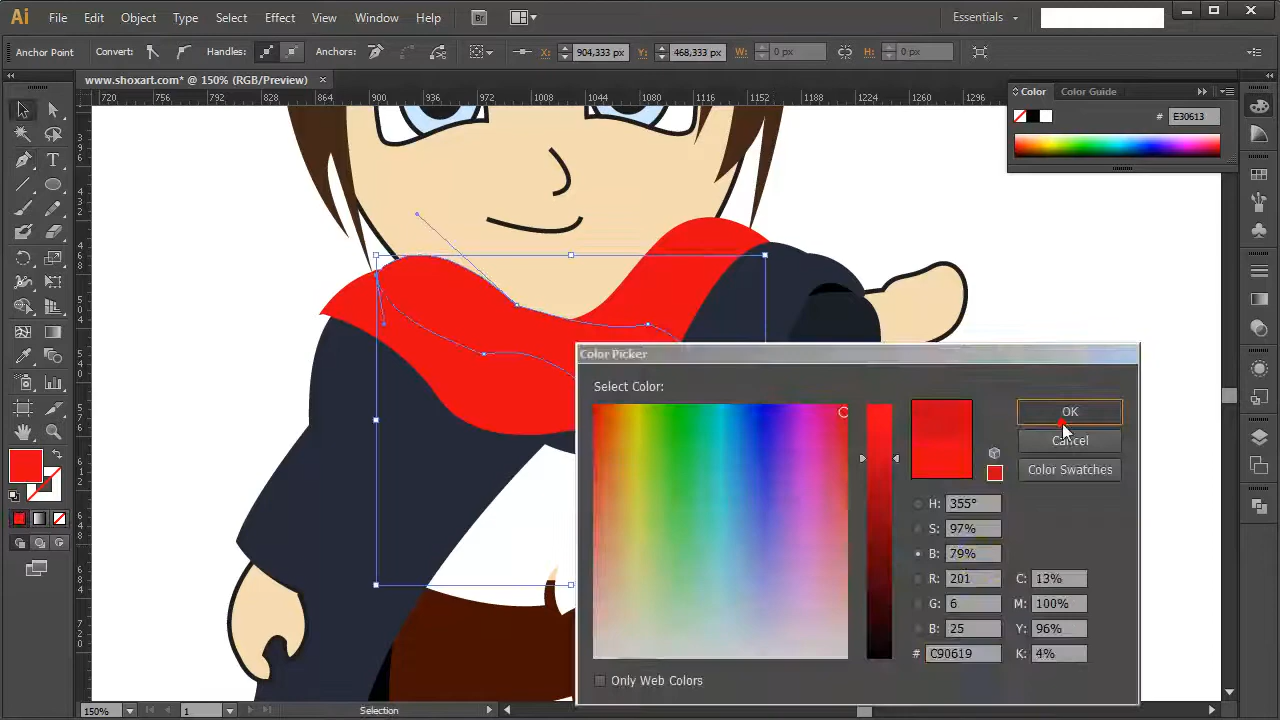 Ai File Edit Object Type Select Effect View Window Help Br Essentials
Anchor Point Convert: Handles: Anchors: X: 904,333 px Y: 468,333 px W: 0 px H: 0 px
www.shoxart.com* @ 150% (RGB/Preview) ×
Color Color Guide
720 756 792 828 864 900 936 972 1008 1044 1080 1116 1152 1188 1224 1260 1296
# E30613
Color Picker
Select Color:
OK
Cancel
Color Swatches
H: 355°
S: 97%
B: 79%
R: 201 C: 13%
G: 6 M: 100%
B: 25 Y: 96%
# C90619 K: 4%
Only Web Colors
150% 1 Selection